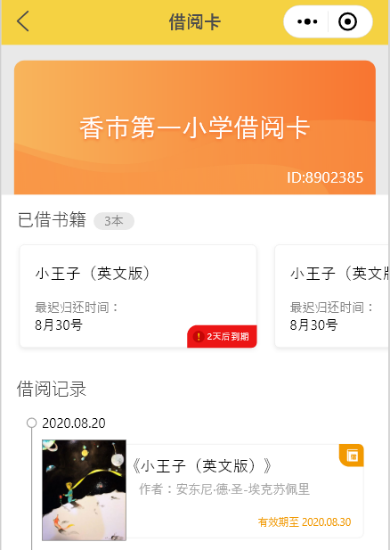 借阅卡
香市第一小学借阅卡
ID:8902385
已借书籍 3本
小王子（英文版）
最迟归还时间：
8月30号
2天后到期
小王子（英文版
最迟归还时间：
8月30号
借阅记录
2020.08.20
《小王子（英文版）》
作者：安东尼·德·圣-埃克苏佩里
有效期至 2020.08.30